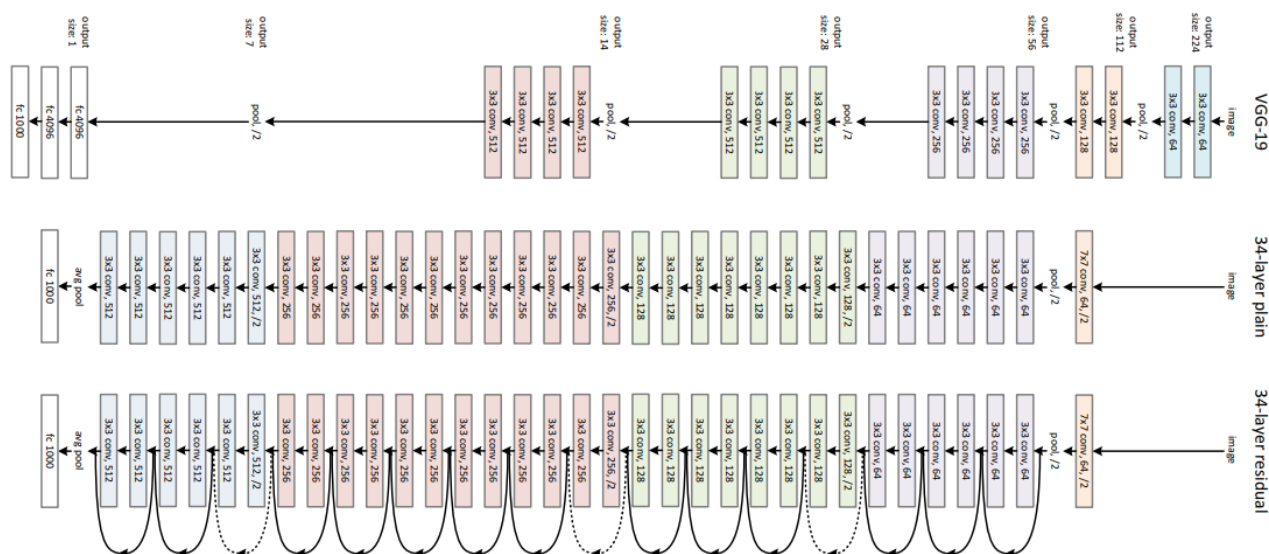 output
size: 224
output
size: 112
output
size: 56
output
size: 28
output
size: 14
output
size: 7
output
size: 1
VGG-19
image
3x3 conv, 64
3x3 conv, 64
pool, /2
3x3 conv, 128
3x3 conv, 128
pool, /2
3x3 conv, 256
3x3 conv, 256
3x3 conv, 256
3x3 conv, 256
pool, /2
3x3 conv, 512
3x3 conv, 512
3x3 conv, 512
3x3 conv, 512
pool, /2
3x3 conv, 512
3x3 conv, 512
3x3 conv, 512
3x3 conv, 512
pool, /2
fc 4096
fc 4096
fc 1000
34-layer plain
image
7x7 conv, 64, /2
pool, /2
3x3 conv, 64
3x3 conv, 64
3x3 conv, 64
3x3 conv, 64
3x3 conv, 64
3x3 conv, 64
3x3 conv, 128, /2
3x3 conv, 128
3x3 conv, 128
3x3 conv, 128
3x3 conv, 128
3x3 conv, 128
3x3 conv, 128
3x3 conv, 128
3x3 conv, 256, /2
3x3 conv, 256
3x3 conv, 256
3x3 conv, 256
3x3 conv, 256
3x3 conv, 256
3x3 conv, 256
3x3 conv, 256
3x3 conv, 256
3x3 conv, 256
3x3 conv, 256
3x3 conv, 256
3x3 conv, 512, /2
3x3 conv, 512
3x3 conv, 512
3x3 conv, 512
3x3 conv, 512
3x3 conv, 512
avg pool
fc 1000
34-layer residual
image
7x7 conv, 64, /2
pool, /2
3x3 conv, 64
3x3 conv, 64
3x3 conv, 64
3x3 conv, 64
3x3 conv, 64
3x3 conv, 64
3x3 conv, 128, /2
3x3 conv, 128
3x3 conv, 128
3x3 conv, 128
3x3 conv, 128
3x3 conv, 128
3x3 conv, 128
3x3 conv, 128
3x3 conv, 256, /2
3x3 conv, 256
3x3 conv, 256
3x3 conv, 256
3x3 conv, 256
3x3 conv, 256
3x3 conv, 256
3x3 conv, 256
3x3 conv, 256
3x3 conv, 256
3x3 conv, 256
3x3 conv, 256
3x3 conv, 512, /2
3x3 conv, 512
3x3 conv, 512
3x3 conv, 512
3x3 conv, 512
3x3 conv, 512
avg pool
fc 1000